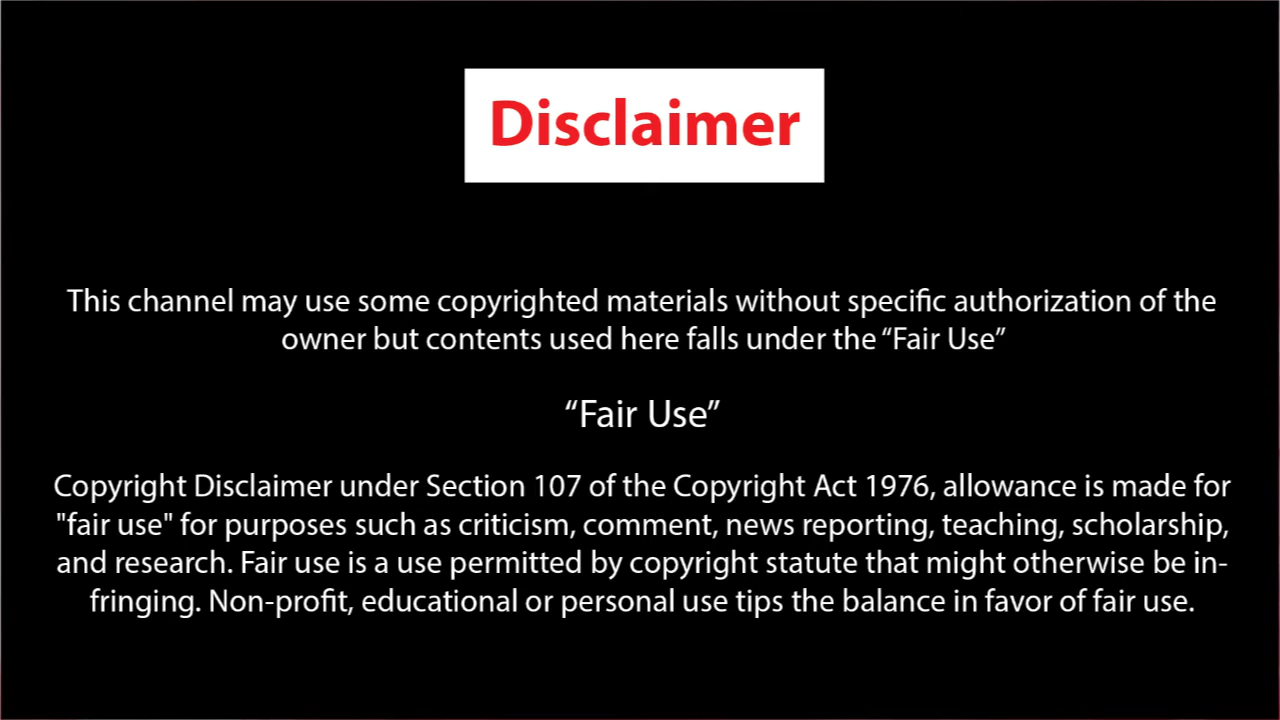 Disclaimer
This channel may use some copyrighted materials without specific authorization of the
owner but contents used here falls under the “Fair Use”
“Fair Use”
Copyright Disclaimer under Section 107 of the Copyright Act 1976, allowance is made for
"fair use" for purposes such as criticism, comment, news reporting, teaching, scholarship,
and research. Fair use is a use permitted by copyright statute that might otherwise be in-
fringing. Non-profit, educational or personal use tips the balance in favor of fair use.